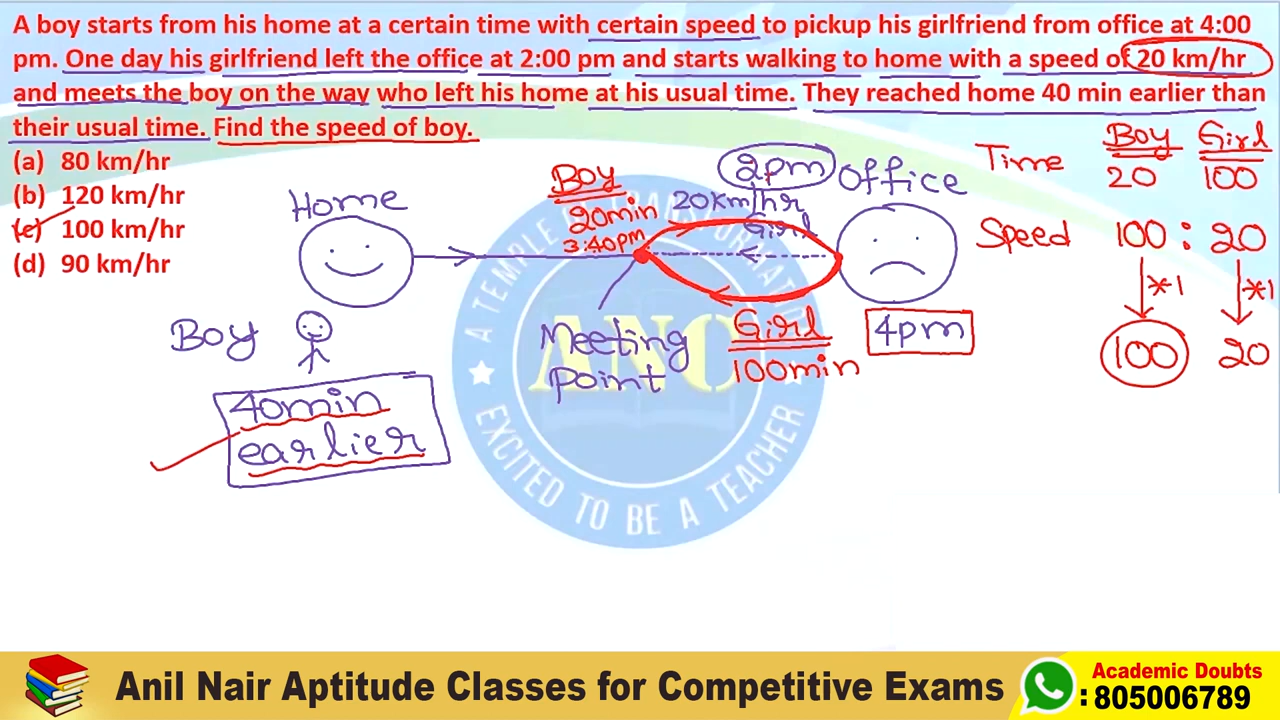 A boy starts from his home at a certain time with certain speed to pickup his girlfriend from office at 4:00
pm. One day his girlfriend left the office at 2:00 pm and starts walking to home with a speed of 20 km/hr
and meets the boy on the way who left his home at his usual time. They reached home 40 min earlier than
their usual time. Find the speed of boy.
(a) 80 km/hr
(b) 120 km/hr
(c) 100 km/hr
(d) 90 km/hr
Boy Girl
Time 20 100
Speed 100 : 20
*1 *1
100 20
Home
Boy
20min
3:40pm
2pm
Office
20km/hr
Girl
Meeting
point
Girl
100min
4pm
Boy
40min
earlier
A TEMPLE OF TRANSFORMATION
ANC
EXCITED TO BE A TEACHER
Anil Nair Aptitude Classes for Competitive Exams
Academic Doubts
: 805006789